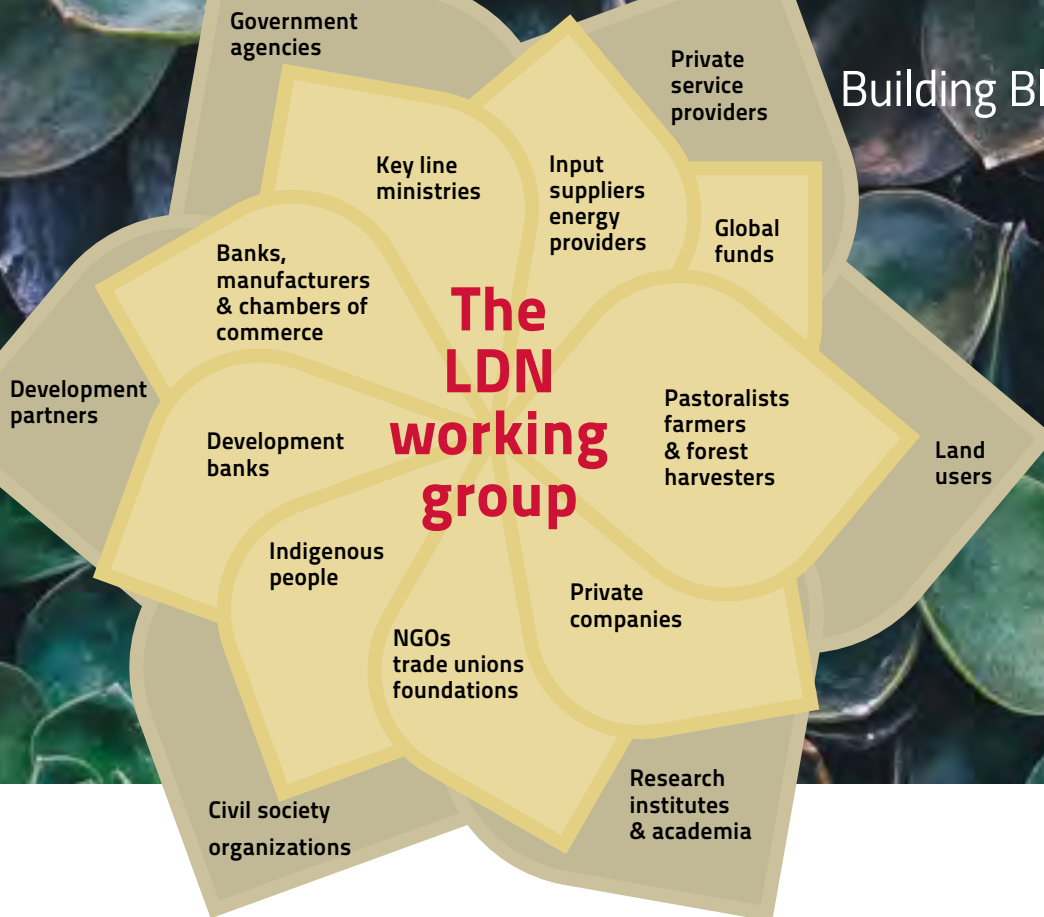 Government
agencies
Private
service
providers
Building Bl
Key line
ministries
Input
suppliers
energy
providers
Global
funds
Banks,
manufacturers
& chambers of
commerce
The
LDN
working
group
Development
partners
Pastoralists
farmers
& forest
harvesters
Development
banks
Land
users
Indigenous
people
Private
companies
NGOs
trade unions
foundations
Research
institutes
& academia
Civil society
organizations